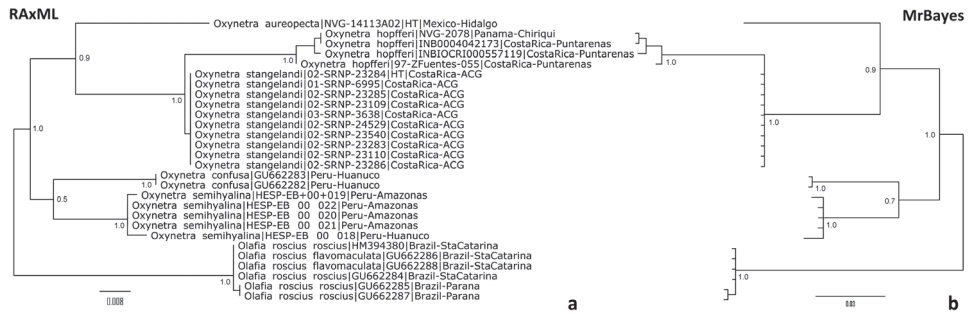 RAxML
MrBayes
Oxynetra aureopecta|NVG-14113A02|HT|Mexico-Hidalgo
Oxynetra hopfferi|NVG-2078|Panama-Chiriqui
Oxynetra hopfferi|INB0004042173|CostaRica-Puntarenas
Oxynetra hopfferi|INBIOCRI000557119|CostaRica-Puntarenas
Oxynetra hopfferi|97-ZFuentes-055|CostaRica-Puntarenas
Oxynetra stangelandi|02-SRNP-23284|HT|CostaRica-ACG
Oxynetra stangelandi|01-SRNP-6995|CostaRica-ACG
Oxynetra stangelandi|02-SRNP-23285|CostaRica-ACG
Oxynetra stangelandi|02-SRNP-23109|CostaRica-ACG
Oxynetra stangelandi|03-SRNP-3638|CostaRica-ACG
Oxynetra stangelandi|02-SRNP-24529|CostaRica-ACG
Oxynetra stangelandi|02-SRNP-23540|CostaRica-ACG
Oxynetra stangelandi|02-SRNP-23283|CostaRica-ACG
Oxynetra stangelandi|02-SRNP-23110|CostaRica-ACG
Oxynetra stangelandi|02-SRNP-23286|CostaRica-ACG
Oxynetra confusa|GU662283|Peru-Huanuco
Oxynetra confusa|GU662282|Peru-Huanuco
Oxynetra semihyalina|HESP-EB+00+019|Peru-Amazonas
Oxynetra semihyalina|HESP-EB 00 022|Peru-Amazonas
Oxynetra semihyalina|HESP-EB 00 020|Peru-Amazonas
Oxynetra semihyalina|HESP-EB 00 021|Peru-Amazonas
Oxynetra semihyalina|HESP-EB 00 018|Peru-Huanuco
Olafia roscius roscius|HM394380|Brazil-StaCatarina
Olafia roscius flavomaculata|GU662286|Brazil-StaCatarina
Olafia roscius flavomaculata|GU662288|Brazil-StaCatarina
Olafia roscius roscius|GU662284|Brazil-StaCatarina
Olafia roscius roscius|GU662285|Brazil-Parana
Olafia roscius roscius|GU662287|Brazil-Parana
0.9
1.0
1.0
1.0
1.0
0.5
1.0
1.0
0.008
a
1.0
0.9
1.0
1.0
1.0
0.7
1.0
1.0
0.03
b